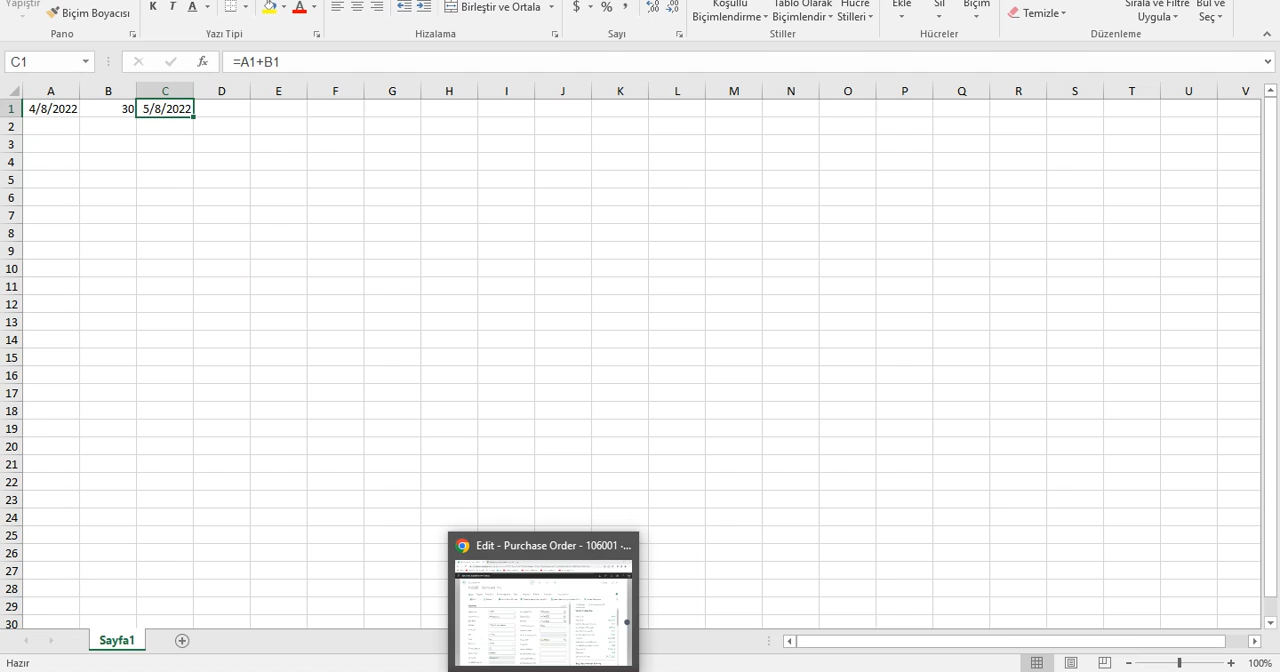 Yapıştır
Biçim Boyacısı
K T A
A
Birleştir ve Ortala
$ % ,
Koşullu
Biçimlendirme
Tablo Olarak
Biçimlendir
Hücre
Stilleri
Ekle Sil Biçim
Temizle
Sırala ve Filtre
Uygula
Bul ve
Seç
Pano Yazı Tipi Hizalama Sayı Stiller Hücreler Düzenleme
C1 fx =A1+B1
A B C D E F G H I J K L M N O P Q R S T U V
1 4/8/2022 30 5/8/2022
2
3
4
5
6
7
8
9
10
11
12
13
14
15
16
17
18
19
20
21
22
23
24
25
26
27
28
29
30
Edit - Purchase Order - 106001 -...
Sayfa1
Hazır